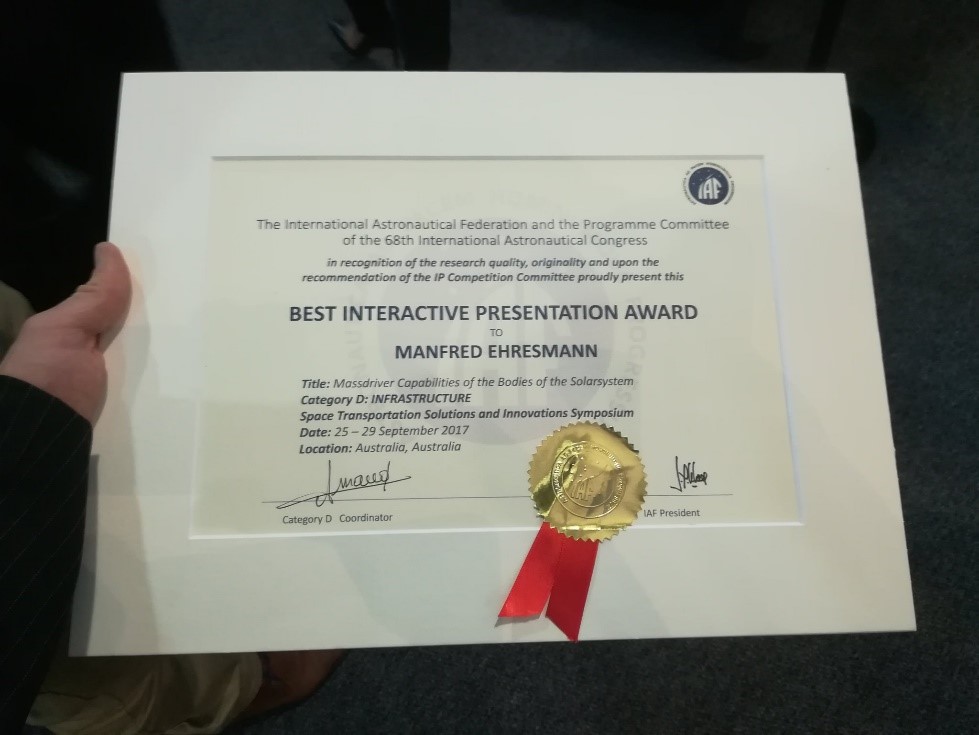 IAF
The International Astronautical Federation and the Programme Committee
of the 68th International Astronautical Congress
in recognition of the research quality, originality and upon the
recommendation of the IP Competition Committee proudly present this
BEST INTERACTIVE PRESENTATION AWARD
TO
MANFRED EHRESMANN
Title: Massdriver Capabilities of the Bodies of the Solarsystem
Category D: INFRASTRUCTURE
Space Transportation Solutions and Innovations Symposium
Date: 25 – 29 September 2017
Location: Australia, Australia
Category D Coordinator
IAF President